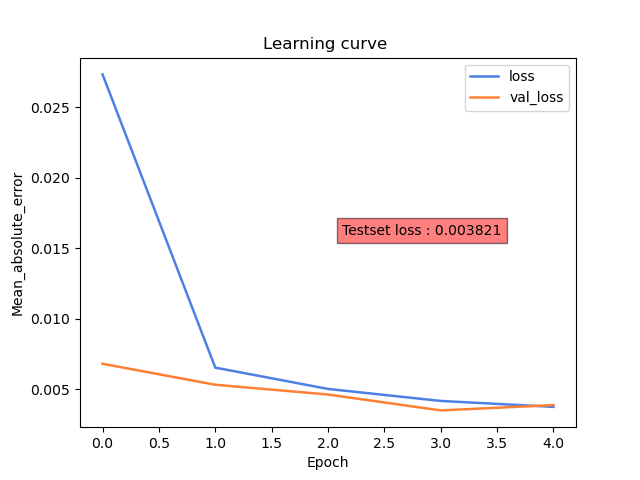 Learning curve
loss
val_loss
Testset loss : 0.003821
Mean_absolute_error
0.025
0.020
0.015
0.010
0.005
0.0 0.5 1.0 1.5 2.0 2.5 3.0 3.5 4.0
Epoch